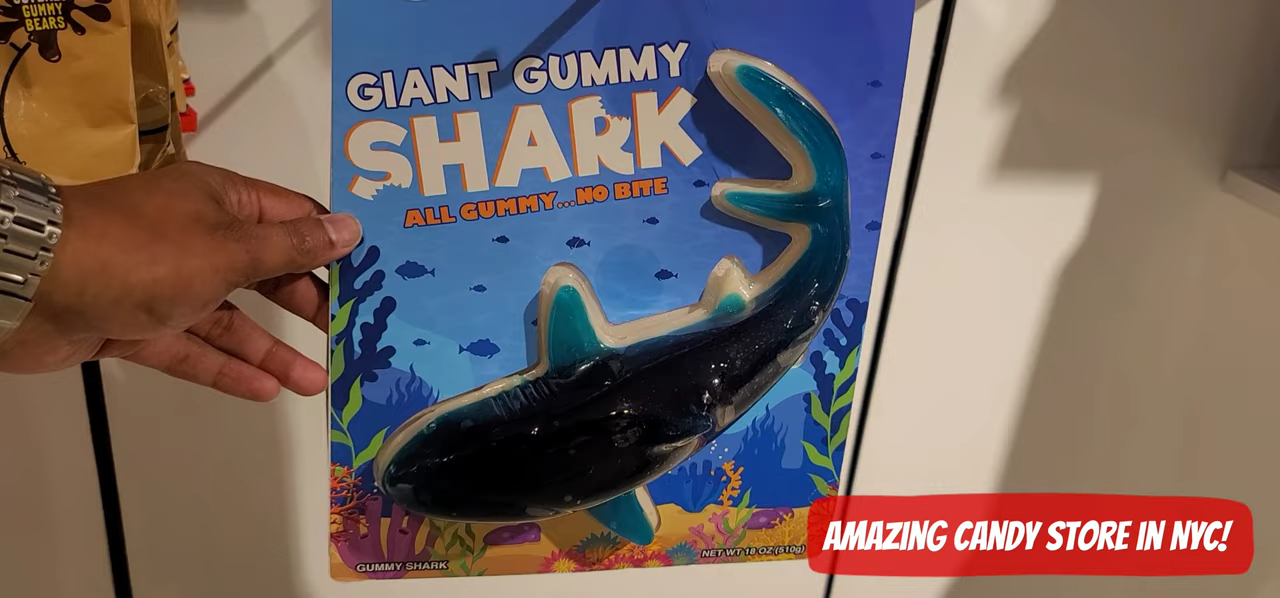 GUMMY
BEARS
GIANT GUMMY
SHARK
ALL GUMMY...NO BITE
NET WT 18 OZ (510g)
GUMMY SHARK
AMAZING CANDY STORE IN NYC!